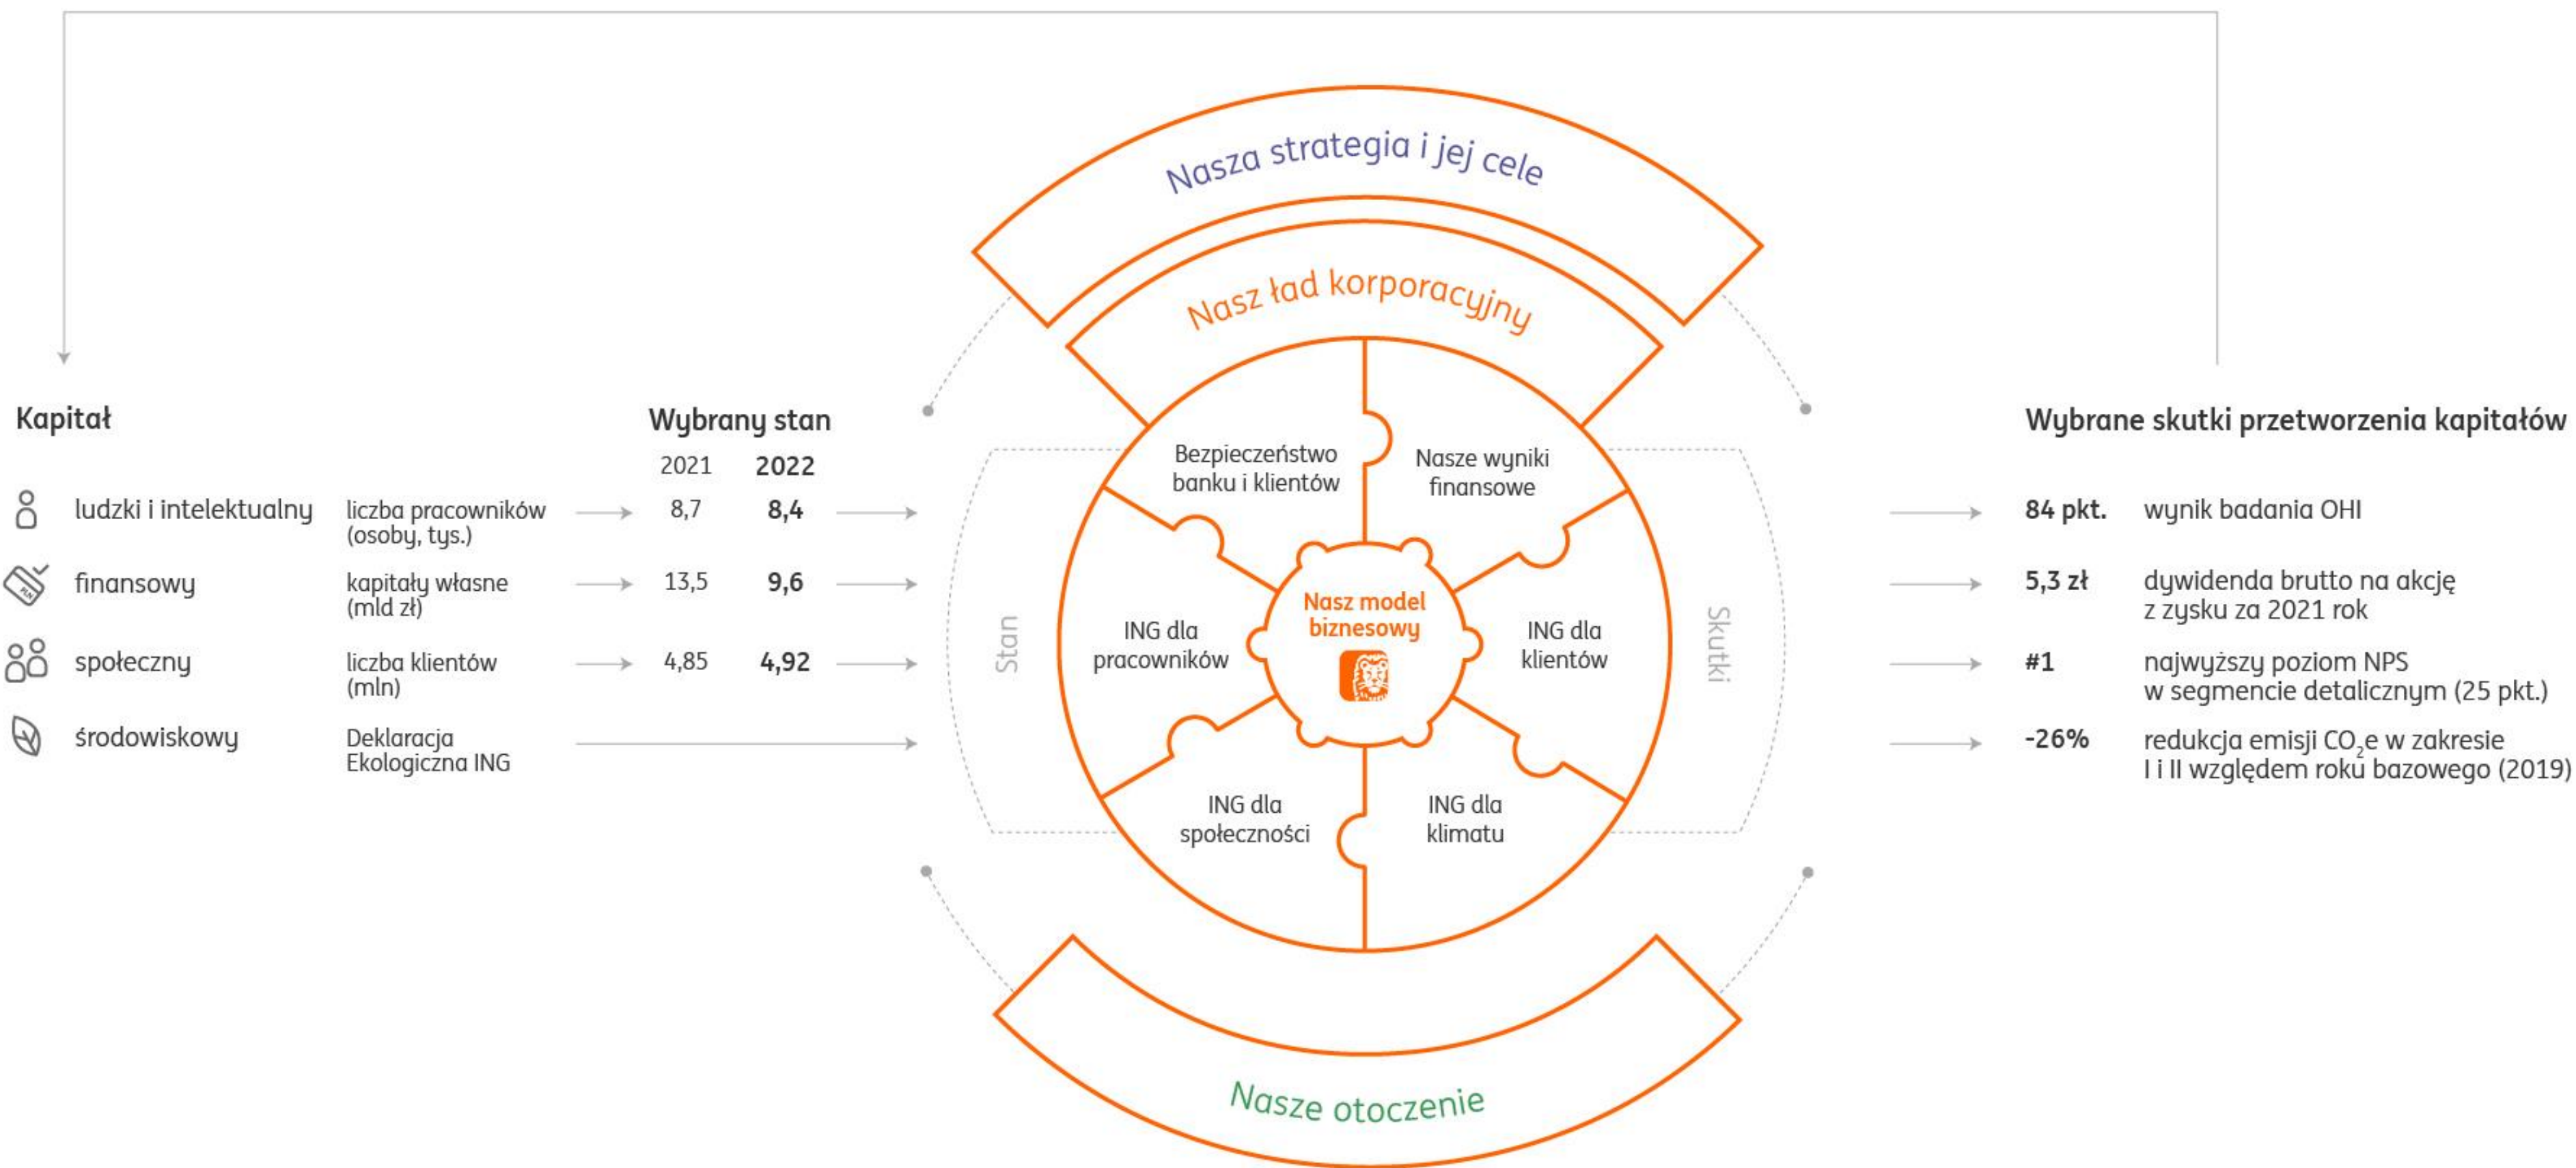 Nasza strategia i jej cele
Nasz ład korporacyjny
Kapitał
Wybrany stan
2021 2022
ludzki i intelektualny liczba pracowników 8,7 8,4
(osoby, tys.)
finansowy kapitały własne 13,5 9,6
(mld zł)
społeczny liczba klientów 4,85 4,92
(mln)
środowiskowy Deklaracja
Ekologiczna ING
PLN
Stan
Bezpieczeństwo
banku i klientów
Nasze wyniki
finansowe
ING dla
pracowników
Nasz model
biznesowy
ING dla
klientów
ING dla
społeczności
ING dla
klimatu
Skutki
Wybrane skutki przetworzenia kapitałów
84 pkt. wynik badania OHI
5,3 zł dywidenda brutto na akcję
z zysku za 2021 rok
#1 najwyższy poziom NPS
w segmencie detalicznym (25 pkt.)
-26% redukcja emisji CO₂e w zakresie
I i II względem roku bazowego (2019)
Nasze otoczenie